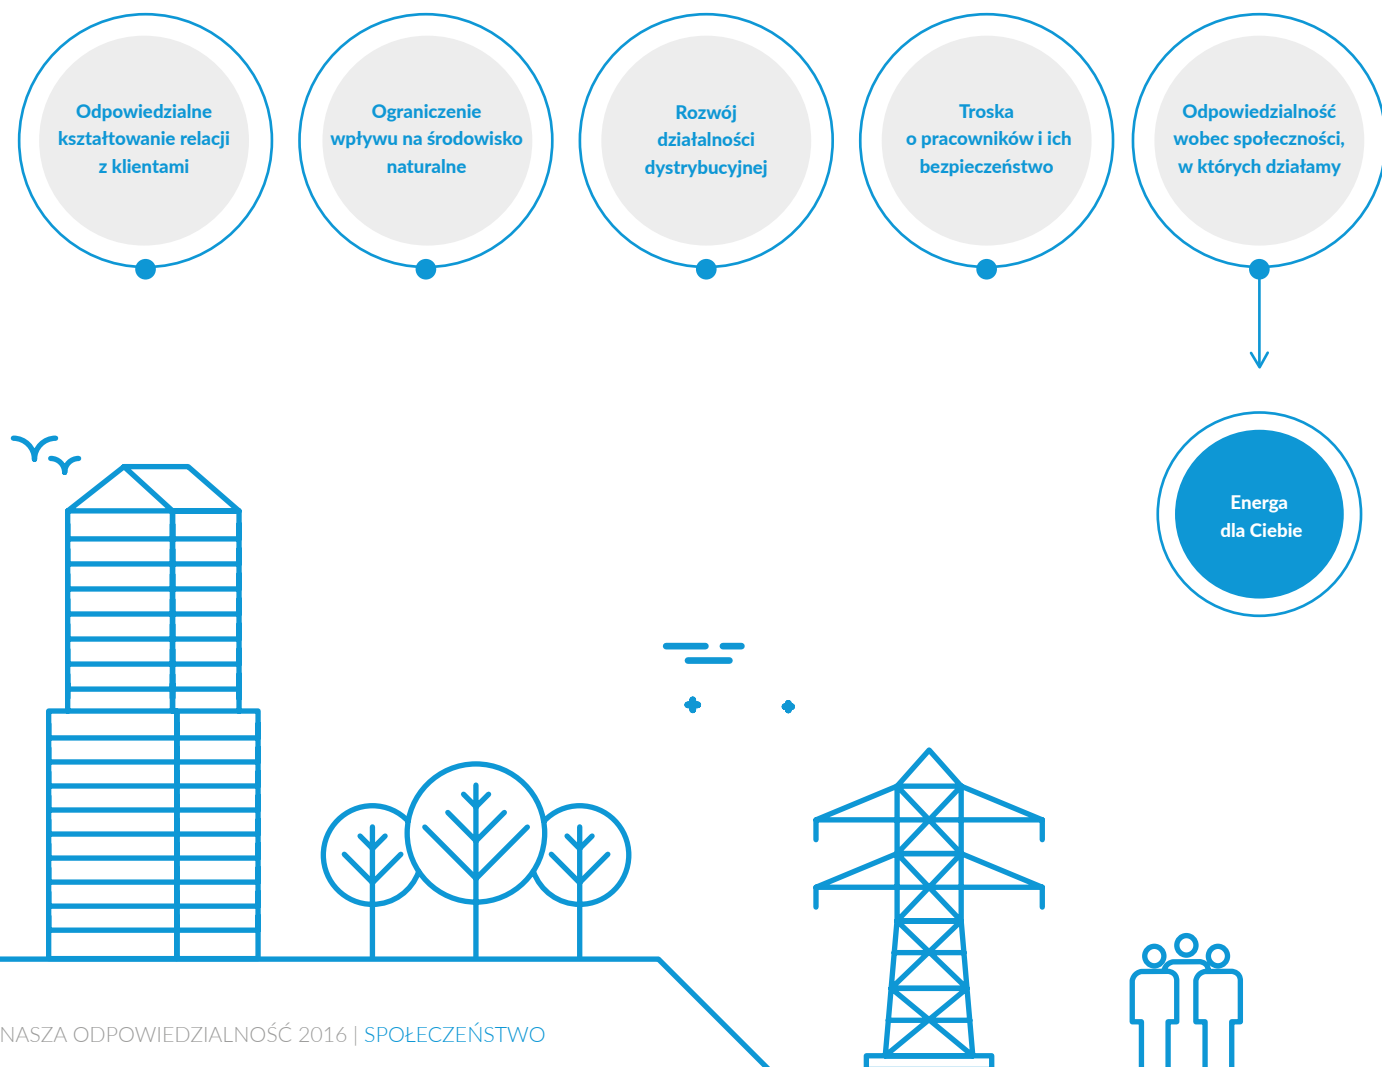 Odpowiedzialne
kształtowanie relacji
z klientami
Ograniczenie
wpływu na środowisko
naturalne
Rozwój
działalności
dystrybucyjnej
Troska
o pracowników i ich
bezpieczeństwo
Odpowiedzialność
wobec społeczności,
w których działamy
Energa
dla Ciebie
NASZA ODPOWIEDZIALNOŚĆ 2016 | SPOŁECZEŃSTWO